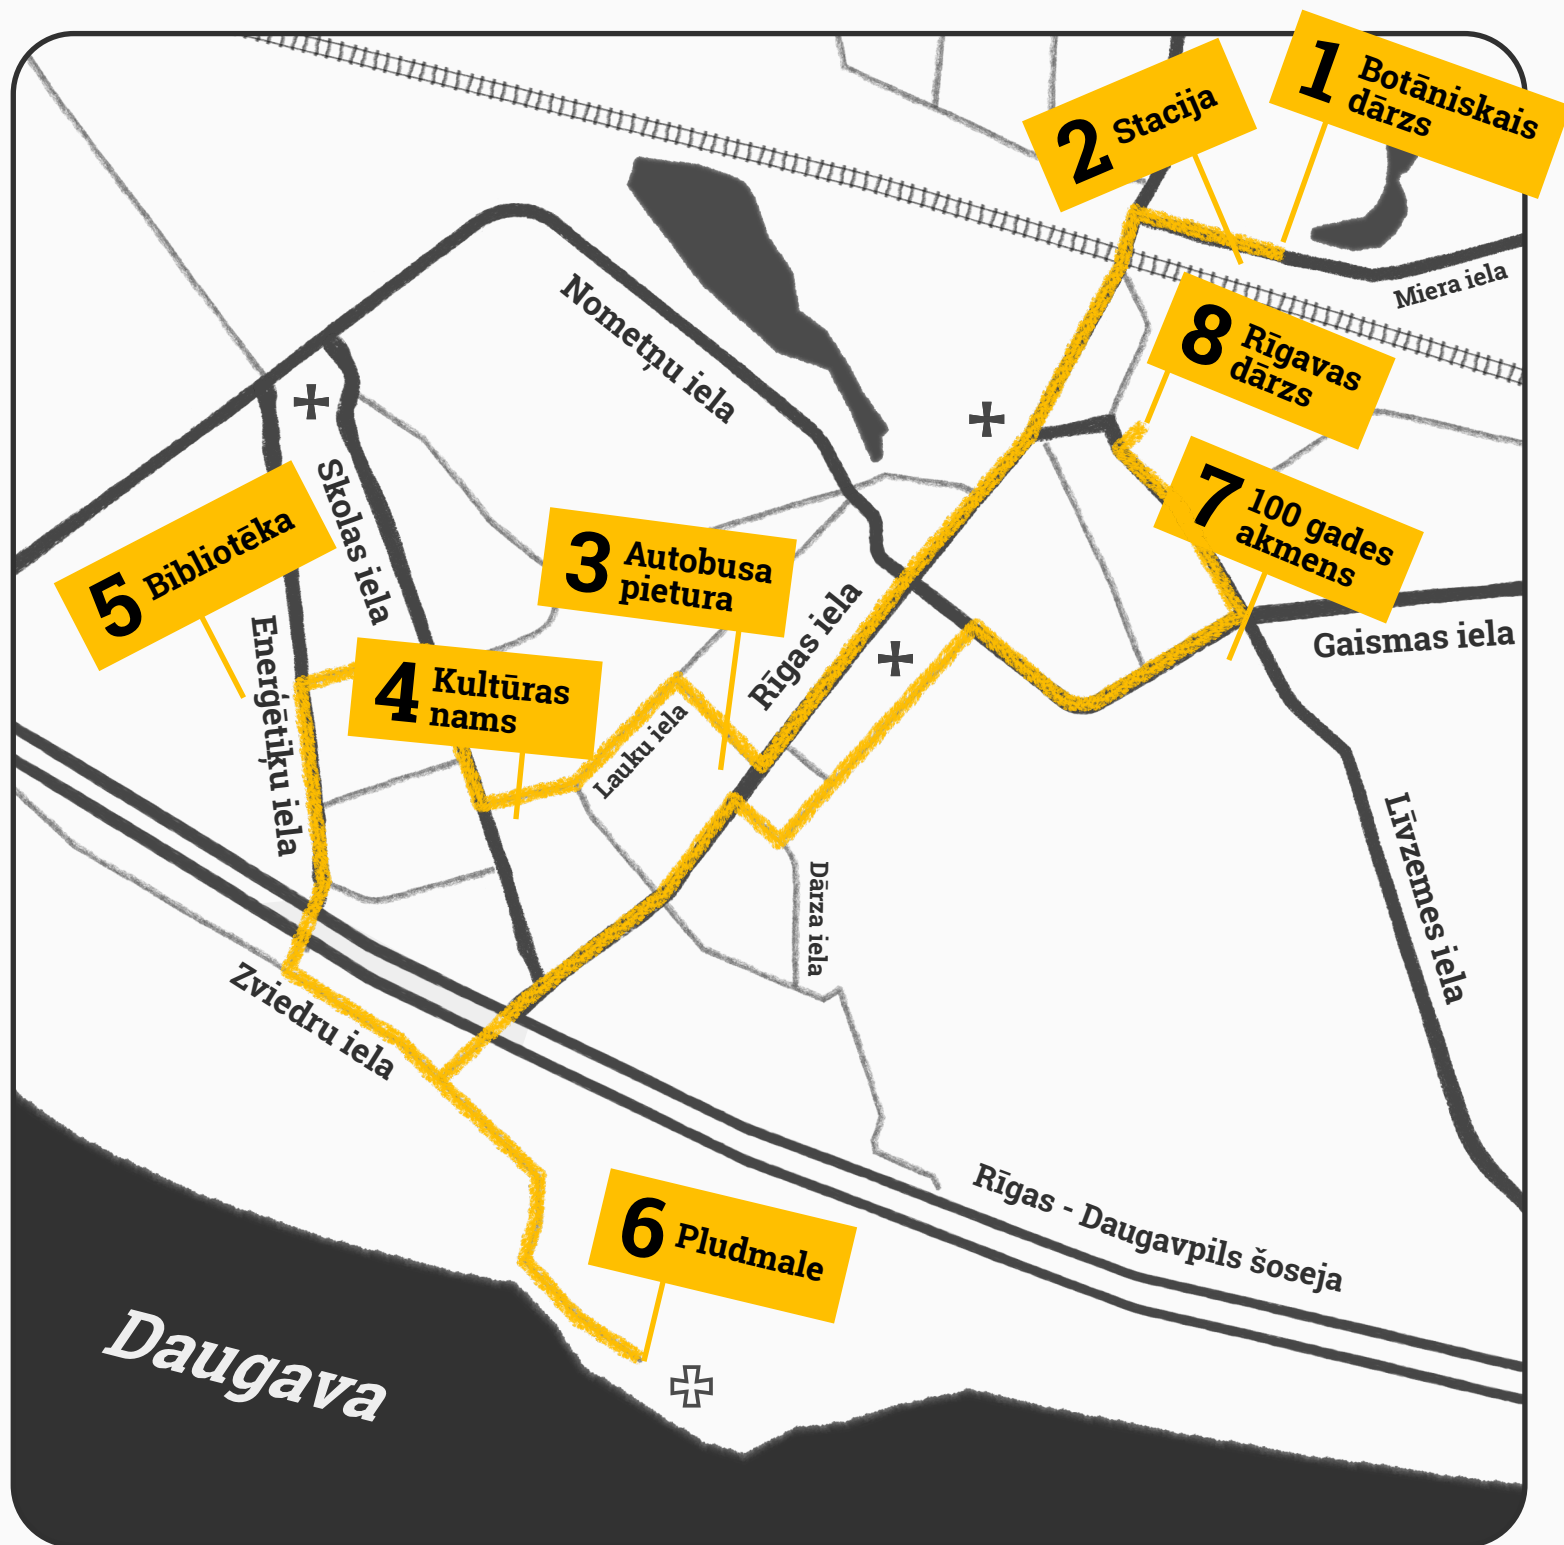 1 Botāniskais
dārzs
2 Stacija
Miera iela
8 Rīgavas
dārzs
Nometņu iela
7 100 gades
akmens
Skolas iela
5 Bibliotēka
3 Autobusa
pietura
Rīgas iela
Gaismas iela
Enerģētiķu iela
4 Kultūras
nams
Lauku iela
Dārza iela
Līvzemes iela
Zviedru iela
6 Pludmale
Rīgas - Daugavpils šoseja
Daugava